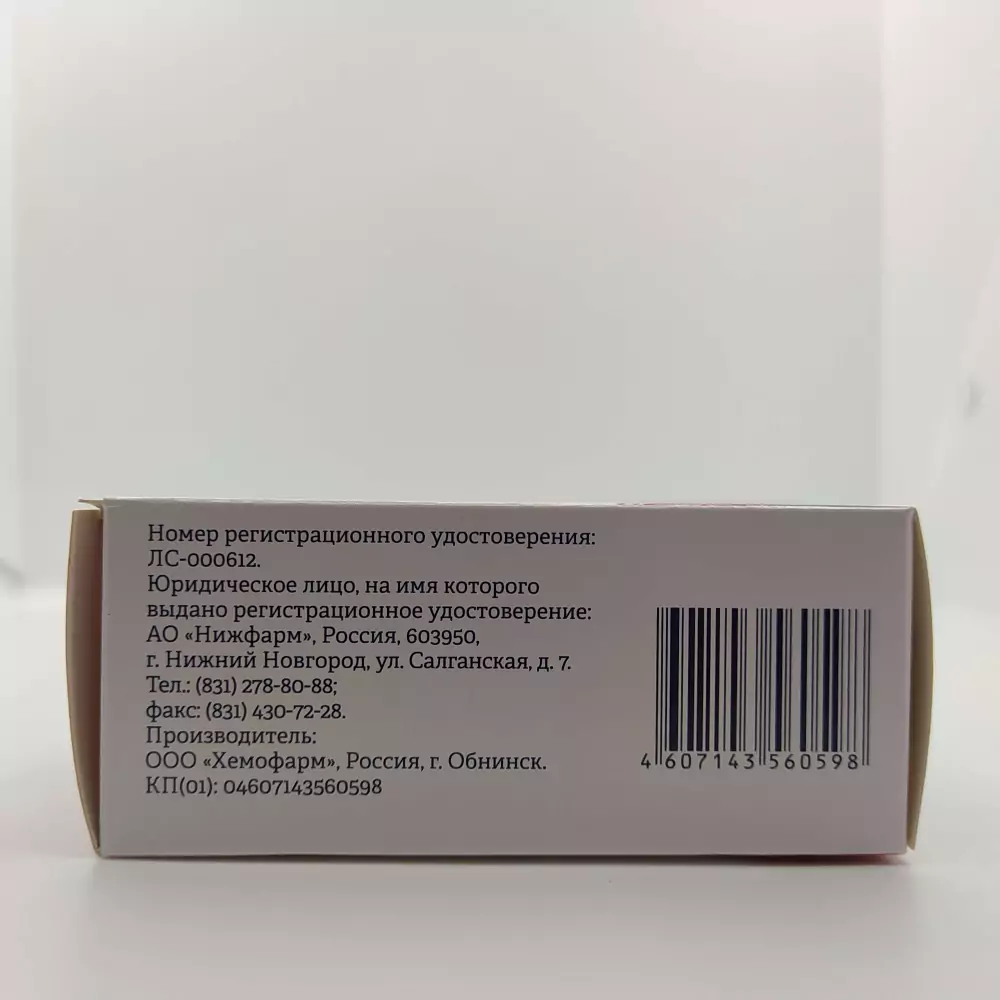 Номер регистрационного удостоверения:
ЛС-000612.
Юридическое лицо, на имя которого
выдано регистрационное удостоверение:
АО «Нижфарм», Россия, 603950,
г. Нижний Новгород, ул. Салганская, д. 7.
Тел.: (831) 278-80-88;
факс: (831) 430-72-28.
Производитель:
ООО «Хемофарм», Россия, г. Обнинск.
КП(01): 04607143560598
4 607143 560598